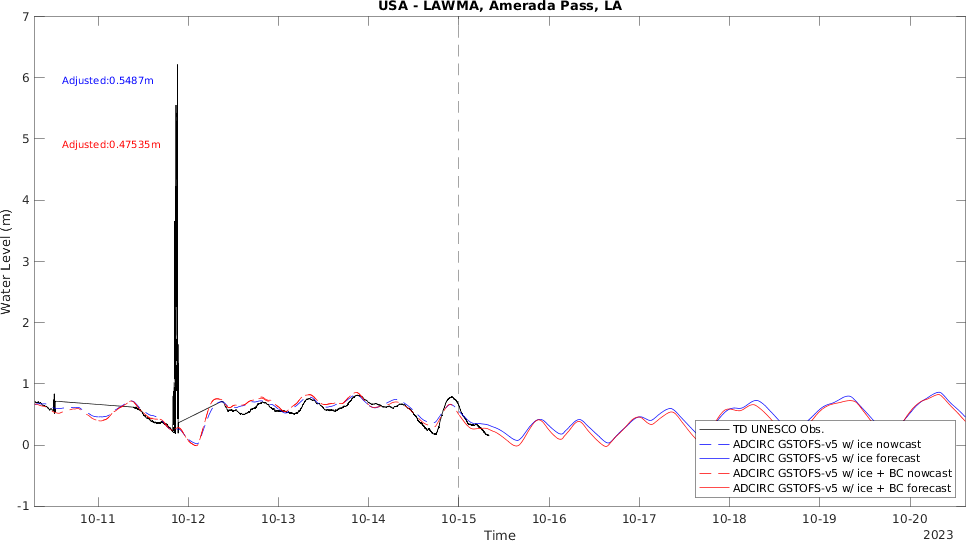 USA - LAWMA, Amerada Pass, LA
7
6
5
4
3
2
1
0
-1
Water Level (m)
Adjusted:0.5487m
Adjusted:0.47535m
TD UNESCO Obs.
ADCIRC GSTOFS-v5 w/ ice nowcast
ADCIRC GSTOFS-v5 w/ ice forecast
ADCIRC GSTOFS-v5 w/ ice + BC nowcast
ADCIRC GSTOFS-v5 w/ ice + BC forecast
10-11 10-12 10-13 10-14 10-15 10-16 10-17 10-18 10-19 10-20
Time
2023